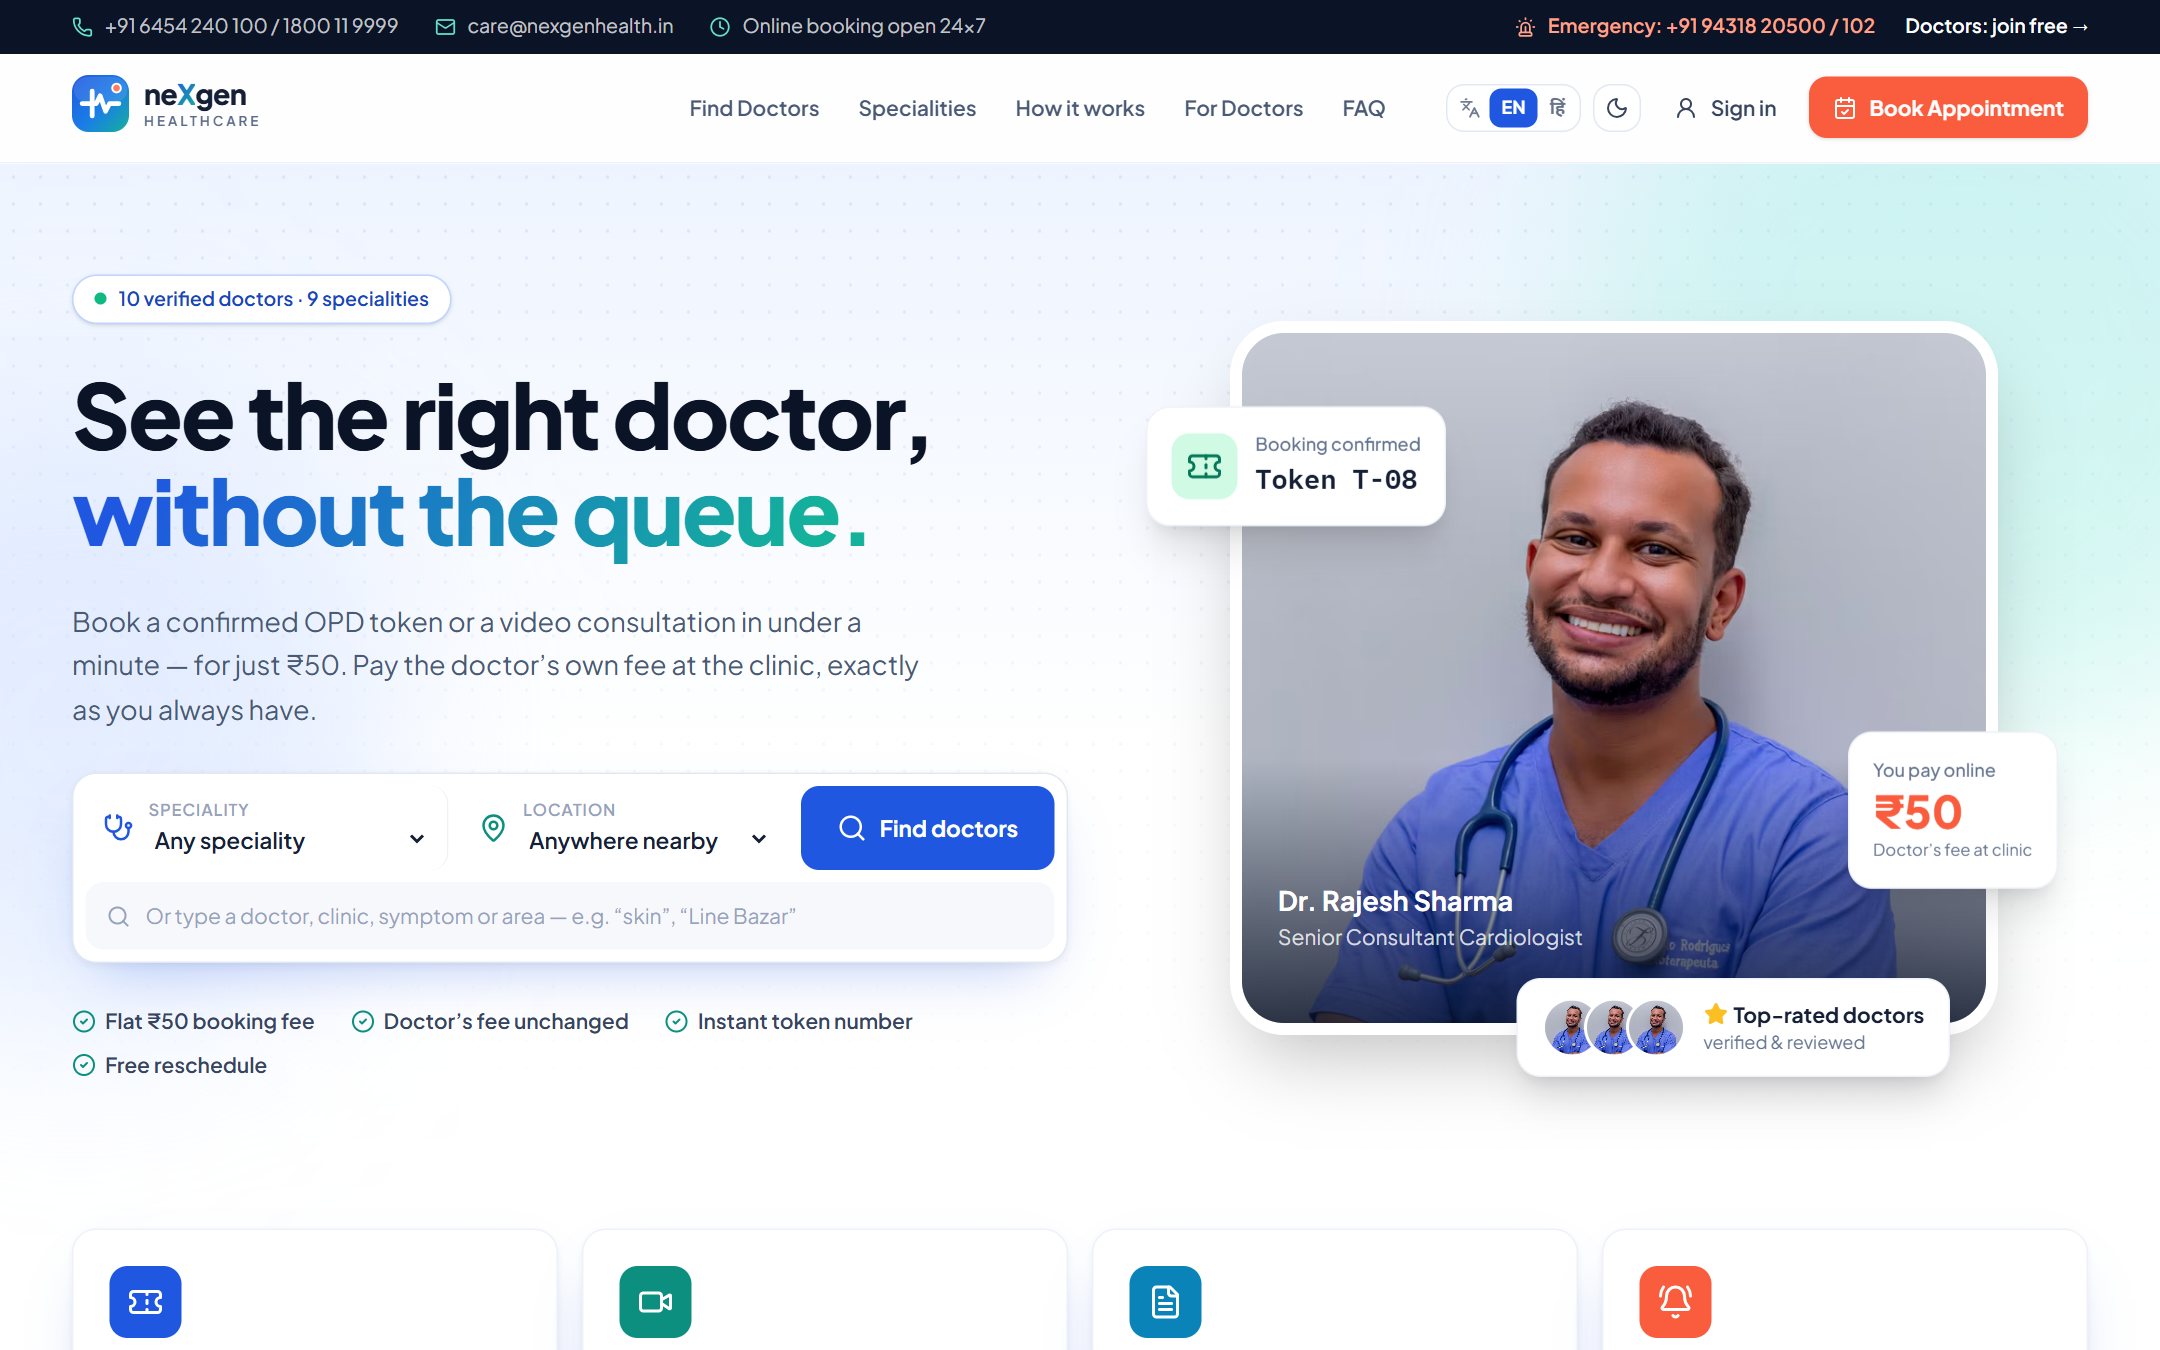 +91 6454 240 100 / 1800 11 9999
care@nexgenhealth.in
Online booking open 24×7
Emergency: +91 94318 20500 / 102
Doctors: join free →
neXgen
HEALTHCARE
Find Doctors
Specialities
How it works
For Doctors
FAQ
EN
हिं
Sign in
Book Appointment
10 verified doctors · 9 specialities
See the right doctor,
without the queue.
Book a confirmed OPD token or a video consultation in under a
minute — for just ₹50. Pay the doctor’s own fee at the clinic, exactly
as you always have.
SPECIALITY
Any speciality
LOCATION
Anywhere nearby
Find doctors
Or type a doctor, clinic, symptom or area — e.g. “skin”, “Line Bazar”
Flat ₹50 booking fee
Doctor’s fee unchanged
Instant token number
Free reschedule
Booking confirmed
Token T-08
You pay online
₹50
Doctor’s fee at clinic
Dr. Rajesh Sharma
Senior Consultant Cardiologist
Top-rated doctors
verified & reviewed